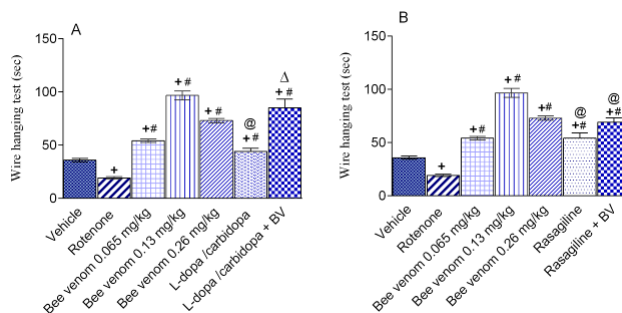 A
Wire hanging test (sec)
150
100
50
0
+
+#
+#
+#
@
+#
Δ
+#
Vehicle
Rotenone
Bee venom 0.065 mg/kg
Bee venom 0.13 mg/kg
Bee venom 0.26 mg/kg
L-dopa /carbidopa
L-dopa /carbidopa + BV
B
Wire hanging test (sec)
150
100
50
0
+
+#
+#
+#
@
+#
@
+#
Vehicle
Rotenone
Bee venom 0.065 mg/kg
Bee venom 0.13 mg/kg
Bee venom 0.26 mg/kg
Rasagiline
Rasagiline + BV